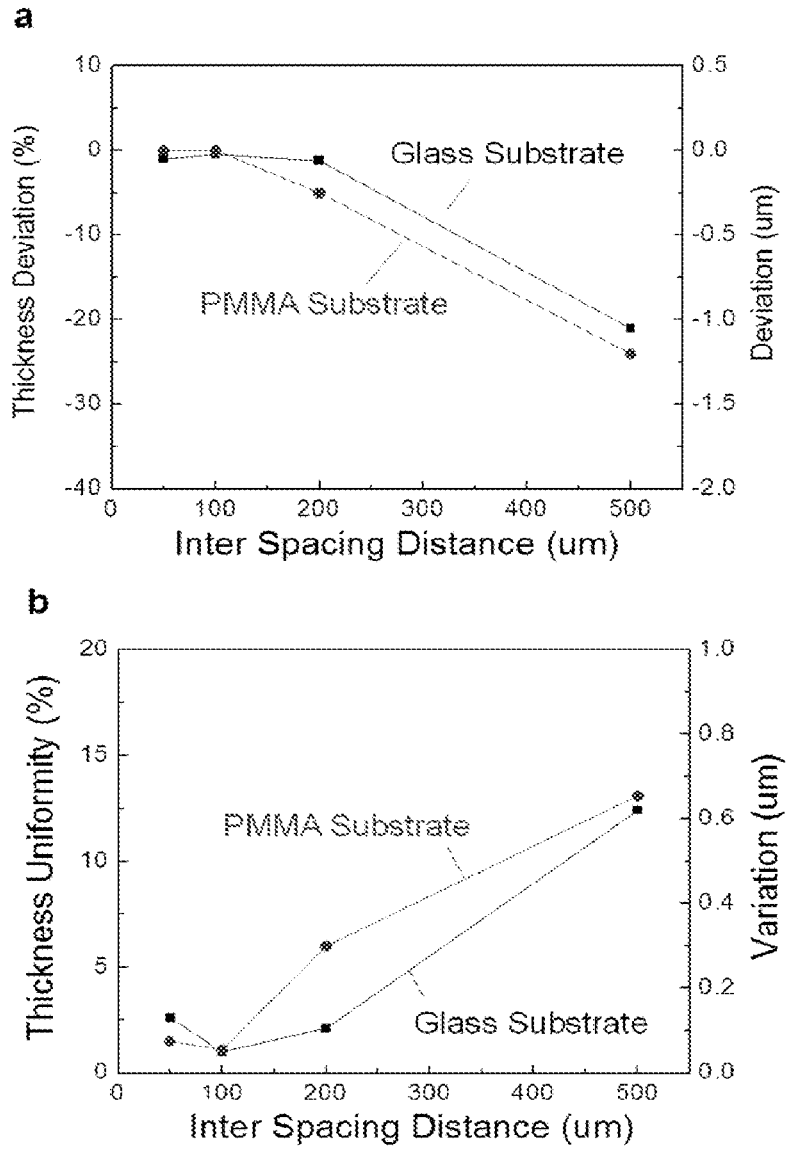 a
10
0
-10
-20
-30
-40
Thickness Deviation (%)
0.5
0.0
-0.5
-1.0
-1.5
-2.0
Deviation (um)
Glass Substrate
PMMA Substrate
0 100 200 300 400 500
Inter Spacing Distance (um)
b
20
15
10
5
0
Thickness Uniformity (%)
1.0
0.8
0.6
0.4
0.2
0.0
Variation (um)
PMMA Substrate
Glass Substrate
0 100 200 300 400 500
Inter Spacing Distance (um)